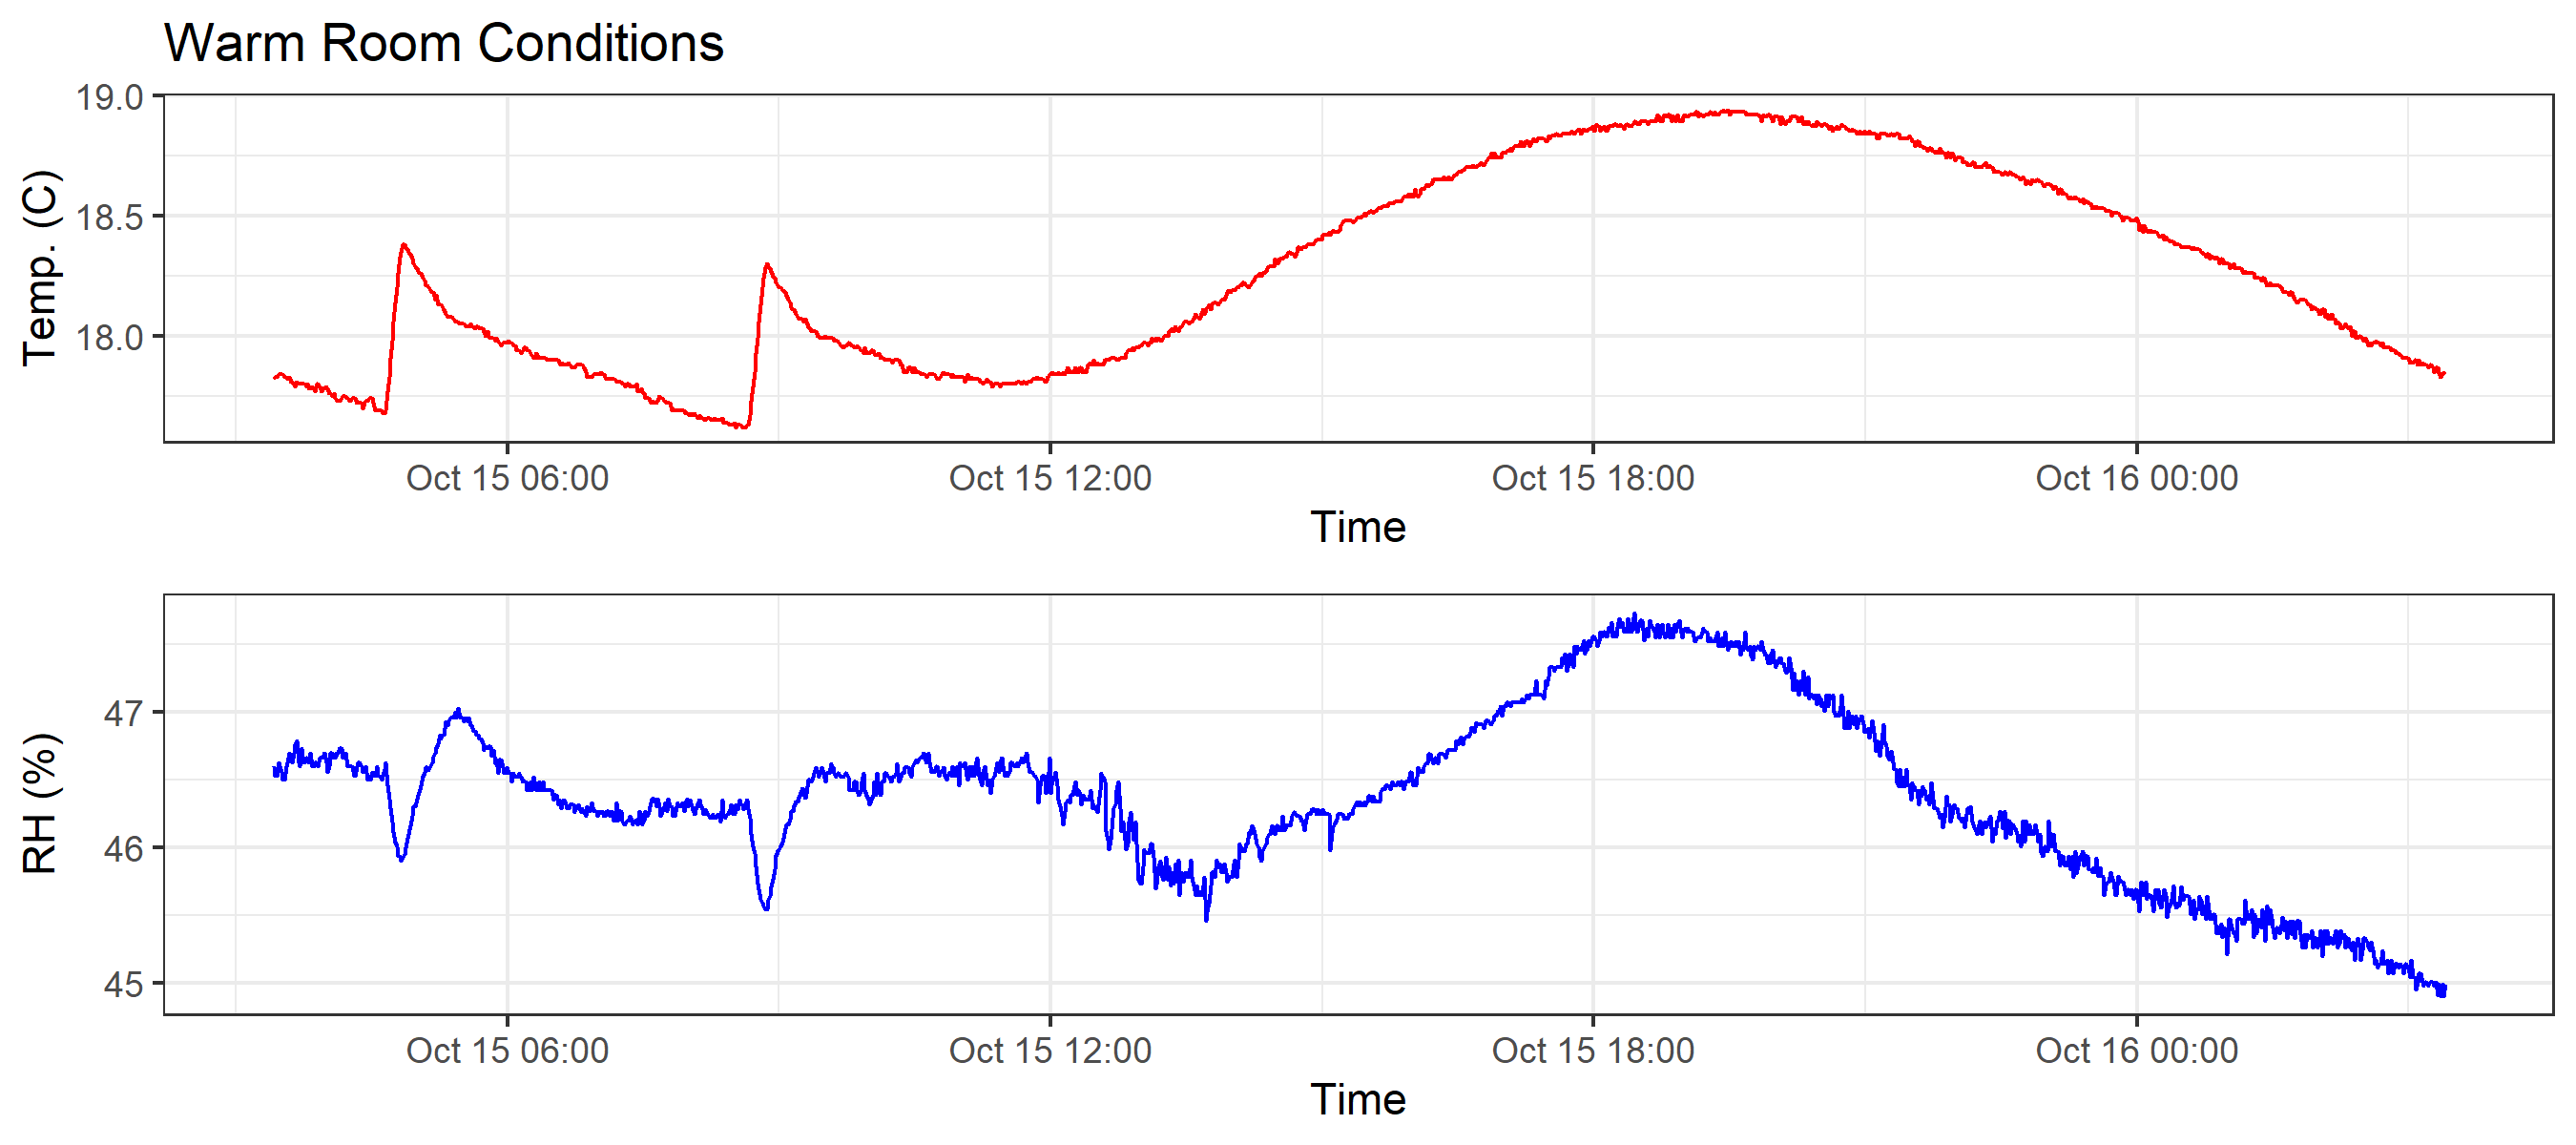 Warm Room Conditions
19.0
18.5
18.0
Temp. (C)
Oct 15 06:00 Oct 15 12:00 Oct 15 18:00 Oct 16 00:00
Time
47
46
45
RH (%)
Oct 15 06:00 Oct 15 12:00 Oct 15 18:00 Oct 16 00:00
Time